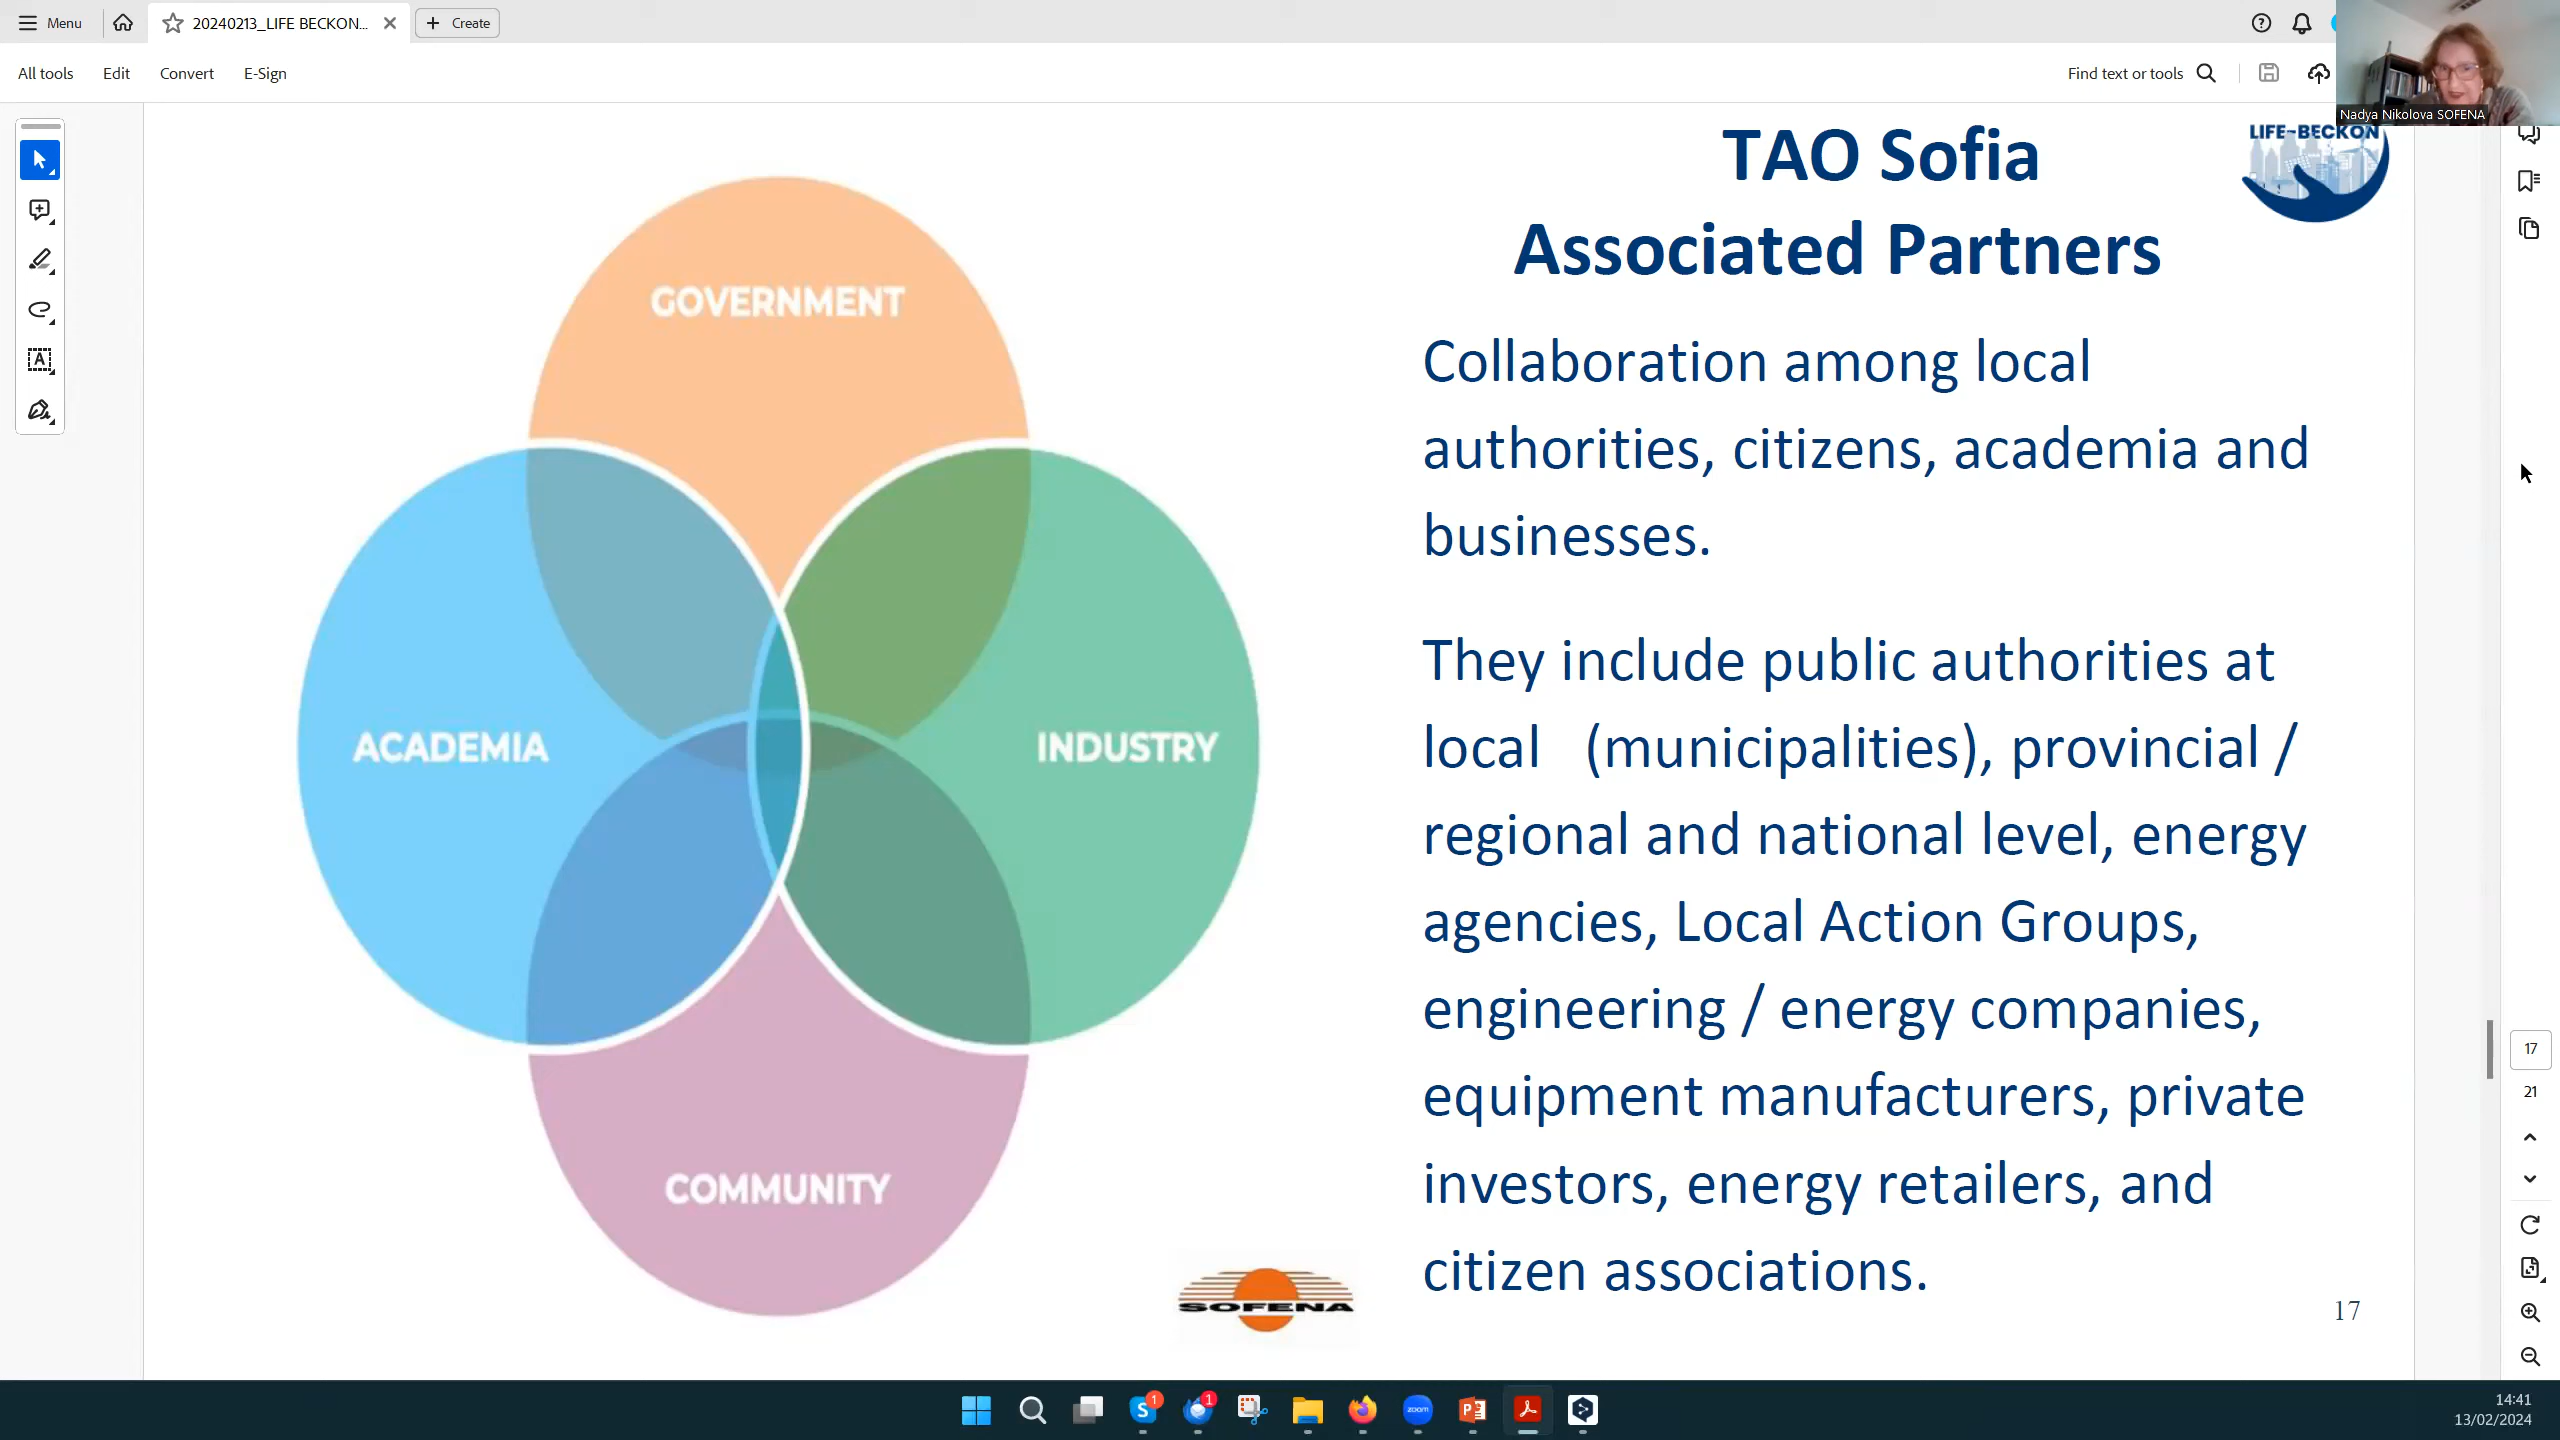 Menu
20240213_LIFE BECKON...
Create
All tools
Edit
Convert
E-Sign
Find text or tools
Nadya Nikolova SOFENA
LIFE-BECKON
TAO Sofia
Associated Partners
GOVERNMENT
ACADEMIA
INDUSTRY
COMMUNITY
Collaboration among local
authorities, citizens, academia and
businesses.
They include public authorities at
local (municipalities), provincial /
regional and national level, energy
agencies, Local Action Groups,
engineering / energy companies,
equipment manufacturers, private
investors, energy retailers, and
citizen associations.
SOFENA
17
17
21
1
1
zoom
14:41
13/02/2024